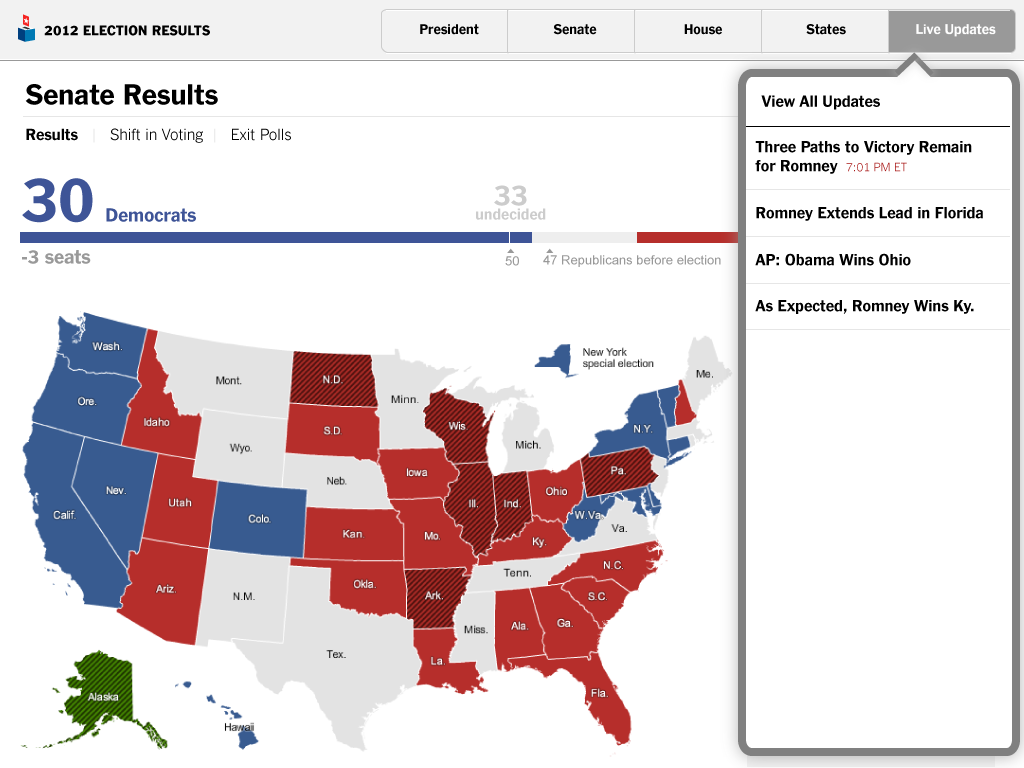 2012 ELECTION RESULTS
President
Senate
House
States
Live Updates
Senate Results
Results
Shift in Voting
Exit Polls
30 Democrats
33
undecided
-3 seats
50
47 Republicans before election
View All Updates
Three Paths to Victory Remain
for Romney 7:01 PM ET
Romney Extends Lead in Florida
AP: Obama Wins Ohio
As Expected, Romney Wins Ky.
New York
special election
Wash.
Mont.
N.D.
Minn.
Me.
Ore.
Idaho
S.D
Wis
N.Y.
Wyo.
Mich.
Nev.
Utah
Neb.
Iowa
Pa.
Calif.
Colo.
Ill.
Ind.
Ohio
W.Va.
Va.
Kan
Mo.
Ky.
Ariz.
N.M.
Okla.
Ark.
Tenn.
N.C.
S.C.
Tex.
La.
Miss.
Ala.
Ga.
Fla.
Alaska
Hawaii